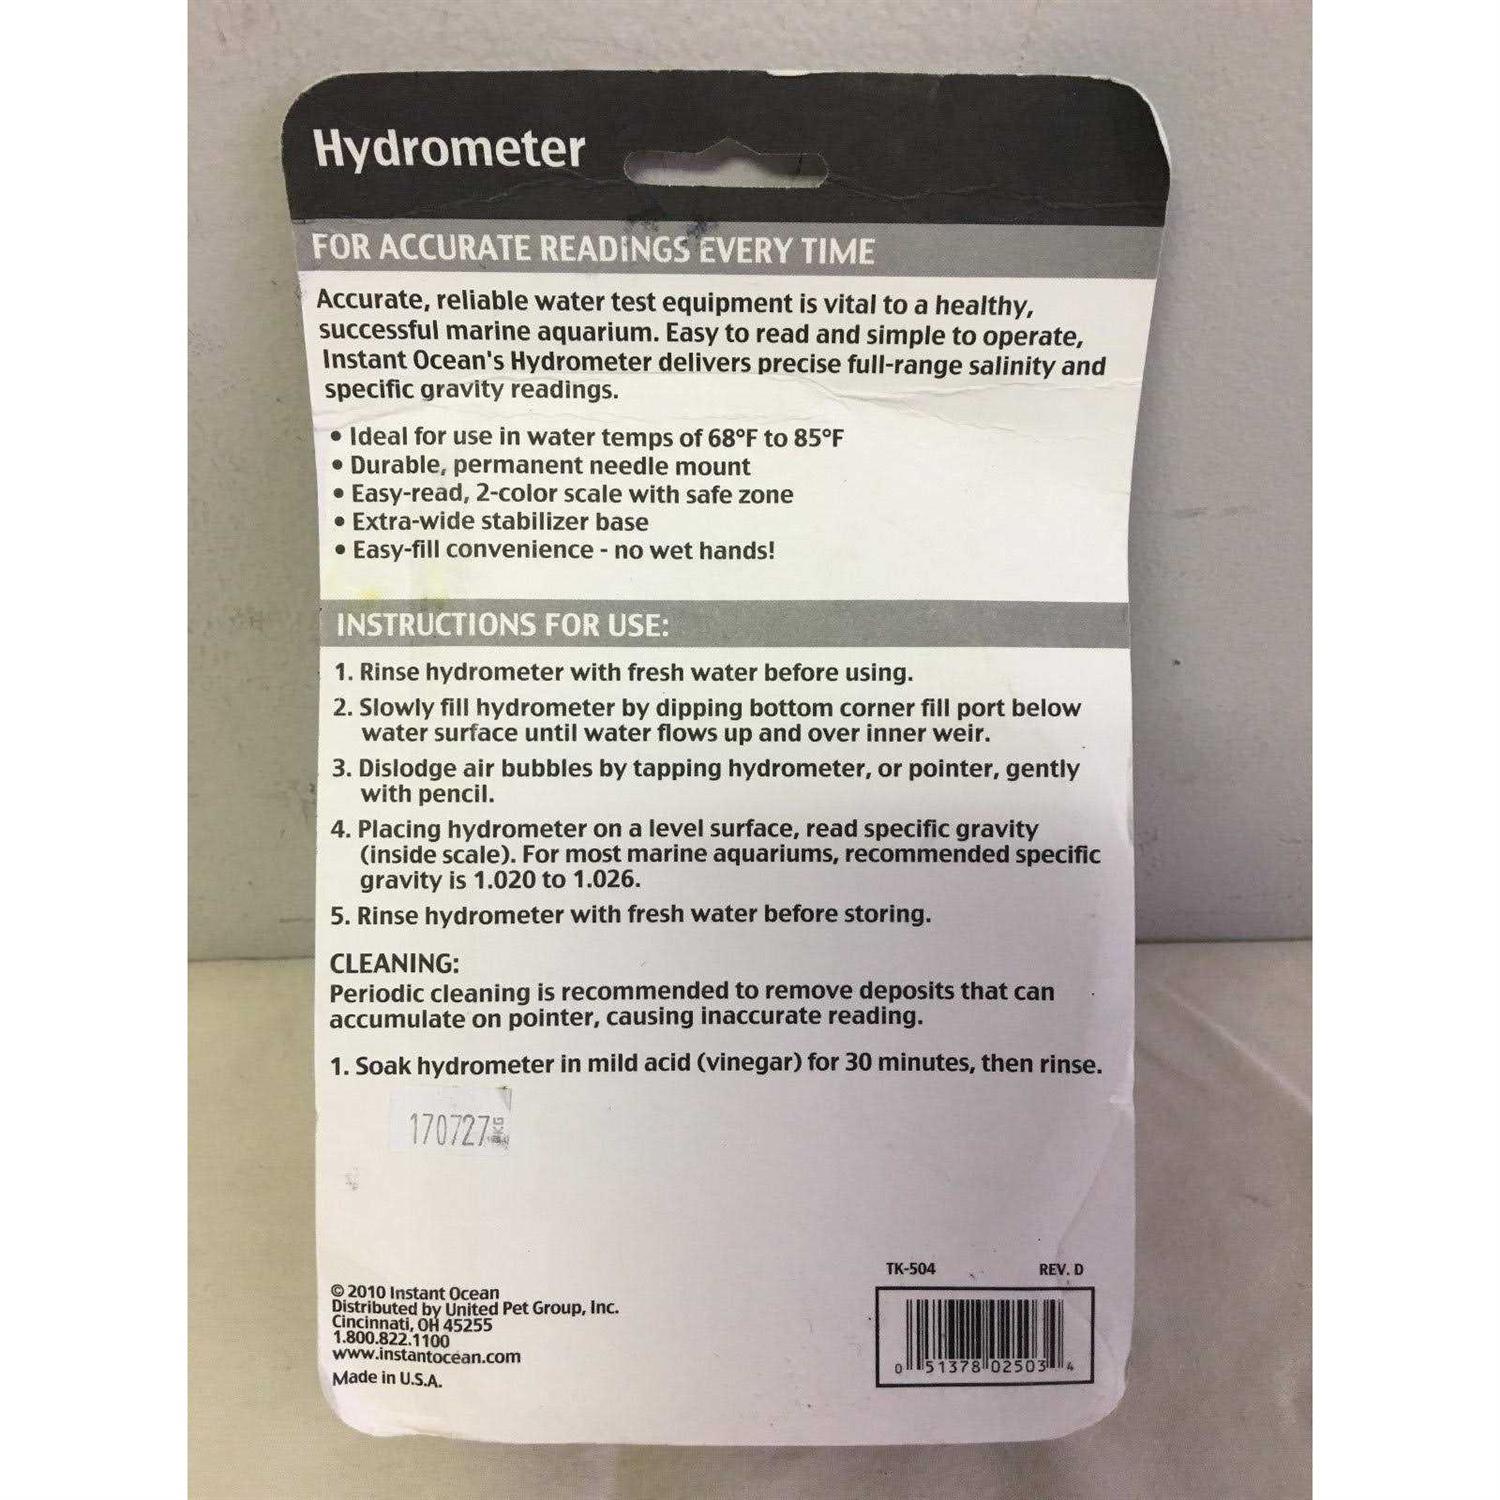 Hydrometer
FOR ACCURATE READINGS EVERY TIME
Accurate, reliable water test equipment is vital to a healthy,
successful marine aquarium. Easy to read and simple to operate,
Instant Ocean's Hydrometer delivers precise full-range salinity and
specific gravity readings.
• Ideal for use in water temps of 68°F to 85°F
• Durable, permanent needle mount
• Easy-read, 2-color scale with safe zone
• Extra-wide stabilizer base
• Easy-fill convenience - no wet hands!
INSTRUCTIONS FOR USE:
1. Rinse hydrometer with fresh water before using.
2. Slowly fill hydrometer by dipping bottom corner fill port below
water surface until water flows up and over inner weir.
3. Dislodge air bubbles by tapping hydrometer, or pointer, gently
with pencil.
4. Placing hydrometer on a level surface, read specific gravity
(inside scale). For most marine aquariums, recommended specific
gravity is 1.020 to 1.026.
5. Rinse hydrometer with fresh water before storing.
CLEANING:
Periodic cleaning is recommended to remove deposits that can
accumulate on pointer, causing inaccurate reading.
1. Soak hydrometer in mild acid (vinegar) for 30 minutes, then rinse.
170727
© 2010 Instant Ocean
Distributed by United Pet Group, Inc.
Cincinnati, OH 45255
1.800.822.1100
www.instantocean.com
Made in U.S.A.
TK-504 REV. D
0 51378 02503 4